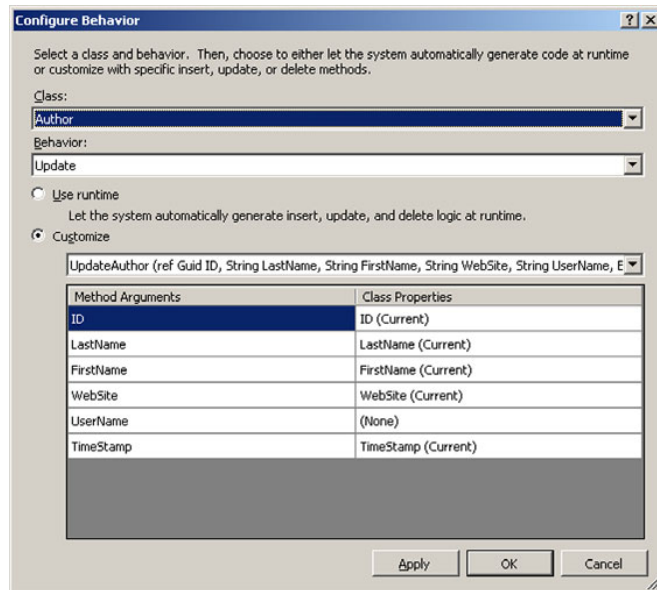 Configure Behavior
Select a class and behavior. Then, choose to either let the system automatically generate code at runtime
or customize with specific insert, update, or delete methods.
Class:
Author
Behavior:
Update
Use runtime
Let the system automatically generate insert, update, and delete logic at runtime.
Customize
UpdateAuthor (ref Guid ID, String LastName, String FirstName, String WebSite, String UserName, E
Method Arguments Class Properties
ID ID (Current)
LastName LastName (Current)
FirstName FirstName (Current)
WebSite WebSite (Current)
UserName (None)
TimeStamp TimeStamp (Current)
Apply OK Cancel